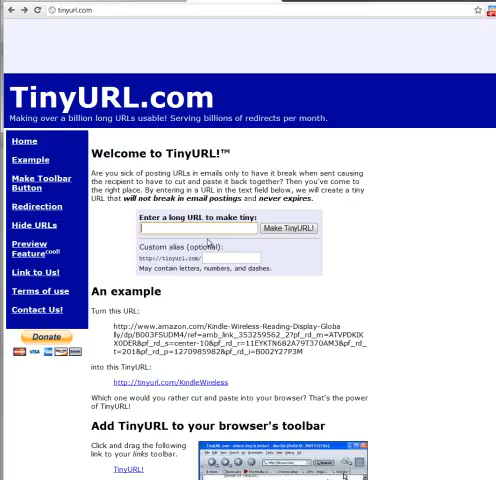 tinyurl.com
TinyURL.com
Making over a billion long URLs usable! Serving billions of redirects per month.
Home
Example
Make Toolbar
Button
Redirection
Hide URLs
Preview
Feature cool!
Link to Us!
Terms of use
Contact Us!
Donate
VISA
Welcome to TinyURL!™
Are you sick of posting URLs in emails only to have it break when sent causing
the recipient to have to cut and paste it back together? Then you've come to
the right place. By entering in a URL in the text field below, we will create a tiny
URL that will not break in email postings and never expires.
Enter a long URL to make tiny:
Make TinyURL!
Custom alias (optional):
http://tinyurl.com/
May contain letters, numbers, and dashes.
An example
Turn this URL:
http://www.amazon.com/Kindle-Wireless-Reading-Display-Globa
lly/dp/B003FSUDM4/ref=amb_link_353259562_2?pf_rd_m=ATVPDKIK
X0DER&pf_rd_s=center-10&pf_rd_r=11EYKTN682A79T370AM3&pf_rd_
t=201&pf_rd_p=1270985982&pf_rd_i=B002Y27P3M
into this TinyURL:
http://tinyurl.com/KindleWireless
Which one would you rather cut and paste into your browser? That's the power
of TinyURL!
Add TinyURL to your browser's toolbar
Click and drag the following
link to your links toolbar.
TinyURL!